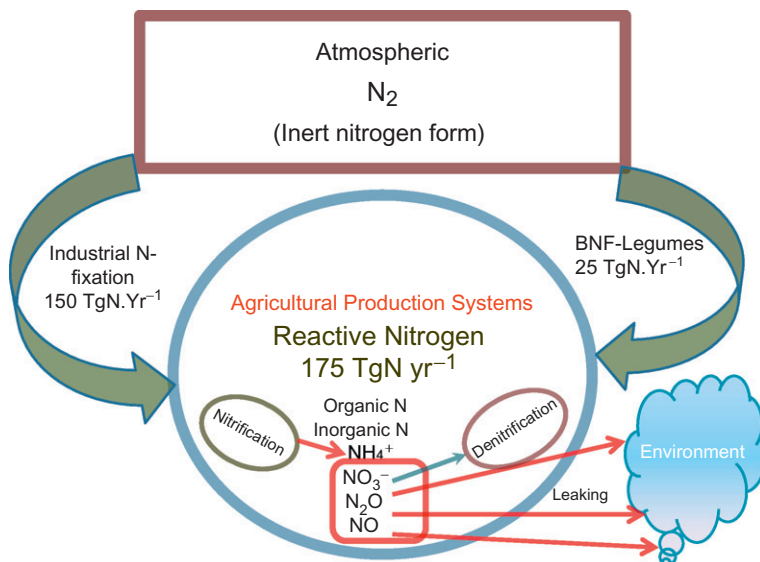 Atmospheric
N₂
(Inert nitrogen form)
Industrial N-
fixation
150 TgN.Yr⁻¹
BNF-Legumes
25 TgN.Yr⁻¹
Agricultural Production Systems
Reactive Nitrogen
175 TgN yr⁻¹
Nitrification
Organic N
Inorganic N
NH₄⁺
NO₃⁻
N₂O
NO
Denitrification
Leaking
Environment